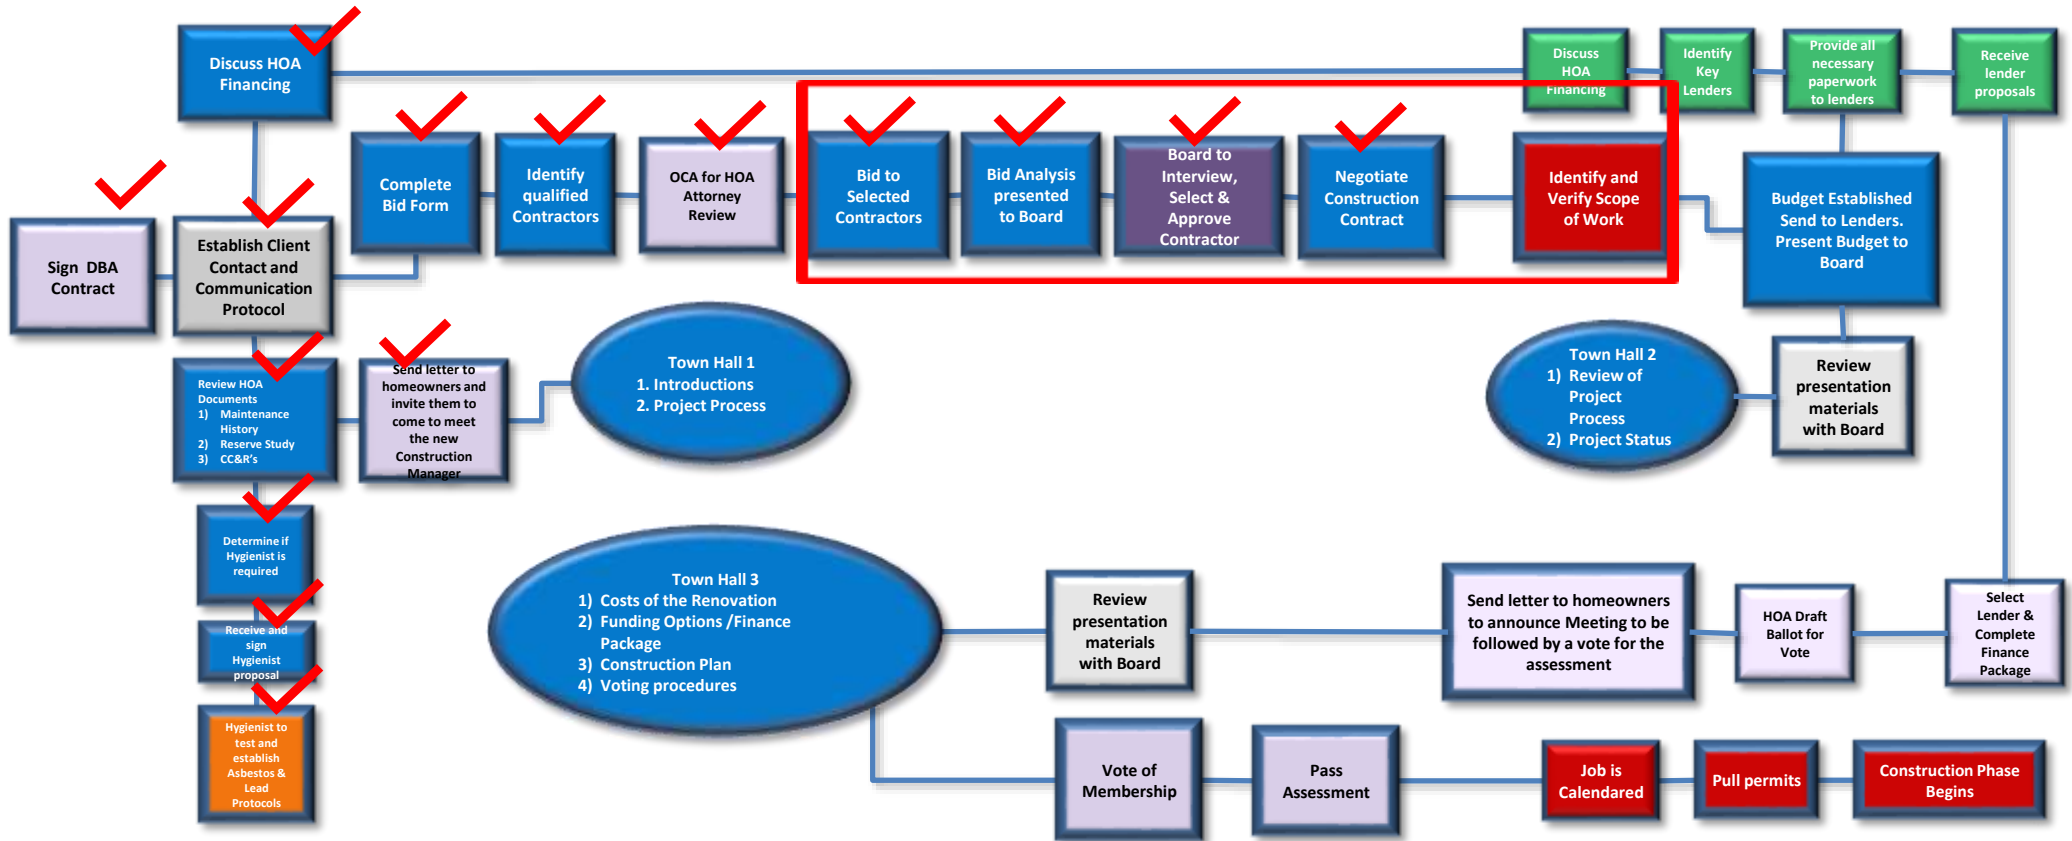 Discuss HOA
Financing
Discuss
HOA
Financing
Identify
Key
Lenders
Provide all
necessary
paperwork
to lenders
Receive
lender
proposals
Sign  DBA
Contract
Establish Client
Contact and
Communication
Protocol
Complete
Bid Form
Identify
qualified
Contractors
OCA for HOA
Attorney
Review
Bid to
Selected
Contractors
Bid Analysis
presented
to Board
Board to
Interview,
Select &
Approve
Contractor
Negotiate
Construction
Contract
Identify and
Verify Scope
of Work
Budget Established
Send to Lenders.
Present Budget to
Board
Review HOA
Documents
1) Maintenance
History
2) Reserve Study
3) CC&R's
Send letter to
homeowners and
invite them to
come to meet
the new
Construction
Manager
Town Hall 1
1. Introductions
2. Project Process
Town Hall 2
1) Review of
Project
Process
2) Project Status
Review
presentation
materials
with Board
Determine if
Hygienist is
required
Receive and
sign
Hygienist
proposal
Hygienist to
test and
establish
Asbestos &
Lead
Protocols
Town Hall 3
1) Costs of the Renovation
2) Funding Options /Finance
Package
3) Construction Plan
4) Voting procedures
Review
presentation
materials
with Board
Send letter to homeowners
to announce Meeting to be
followed by a vote for the
assessment
HOA Draft
Ballot for
Vote
Select
Lender &
Complete
Finance
Package
Vote of
Membership
Pass
Assessment
Job is
Calendared
Pull permits
Construction Phase
Begins